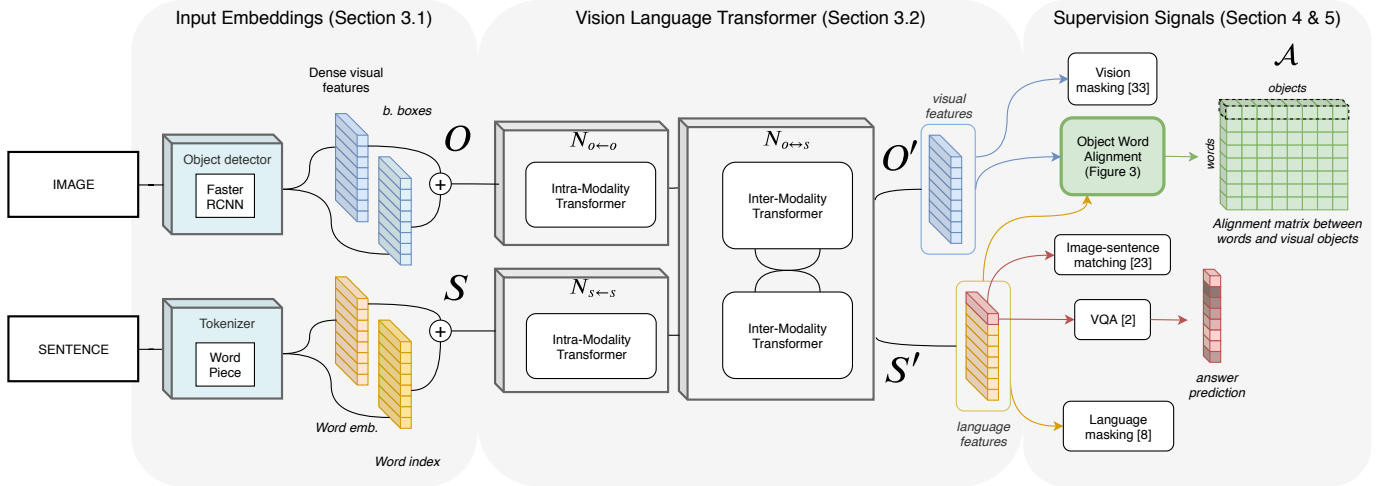 Input Embeddings (Section 3.1)
Vision Language Transformer (Section 3.2)
Supervision Signals (Section 4 & 5)
IMAGE
Object detector
Faster
RCNN
Dense visual
features
b. boxes
O
N o←o
Intra-Modality
Transformer
N o↔s
Inter-Modality
Transformer
O'
visual
features
Vision
masking [33]
Object Word
Alignment
(Figure 3)
A
objects
words
Alignment matrix between
words and visual objects
SENTENCE
Tokenizer
Word
Piece
Word emb.
Word index
+
+
S
N s←s
Intra-Modality
Transformer
Inter-Modality
Transformer
S'
language
features
Image-sentence
matching [23]
VQA [2]
answer
prediction
Language
masking [8]